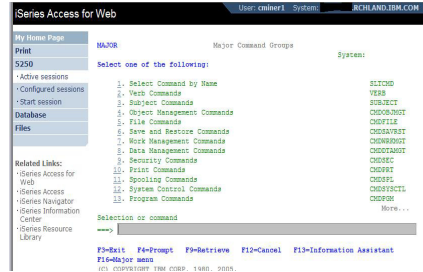 iSeries Access for Web
User: cminer1 System: .RCHLAND.IBM.COM
My Home Page
Print
5250
· Active sessions
· Configured sessions
· Start session
Database
Files
Related Links:
· iSeries Access for Web
· iSeries Access
· iSeries Navigator
· iSeries Information Center
· iSeries Resource Library
MAJOR Major Command Groups
System:
Select one of the following:
1. Select Command by Name SLTCMD
2. Verb Commands VERB
3. Subject Commands SUBJECT
4. Object Management Commands CMDOBJMGT
5. File Commands CMDFILE
6. Save and Restore Commands CMDSAVRST
7. Work Management Commands CMDWRKMGT
8. Data Management Commands CMDDTAMGT
9. Security Commands CMDSEC
10. Print Commands CMDPRT
11. Spooling Commands CMDSPL
12. System Control Commands CMDSYSCTL
13. Program Commands CMDPGM
More...
Selection or command
===>
F3=Exit F4=Prompt F9=Retrieve F12=Cancel F13=Information Assistant
F16=Major menu
(C) COPYRIGHT IBM CORP. 1980, 2005.